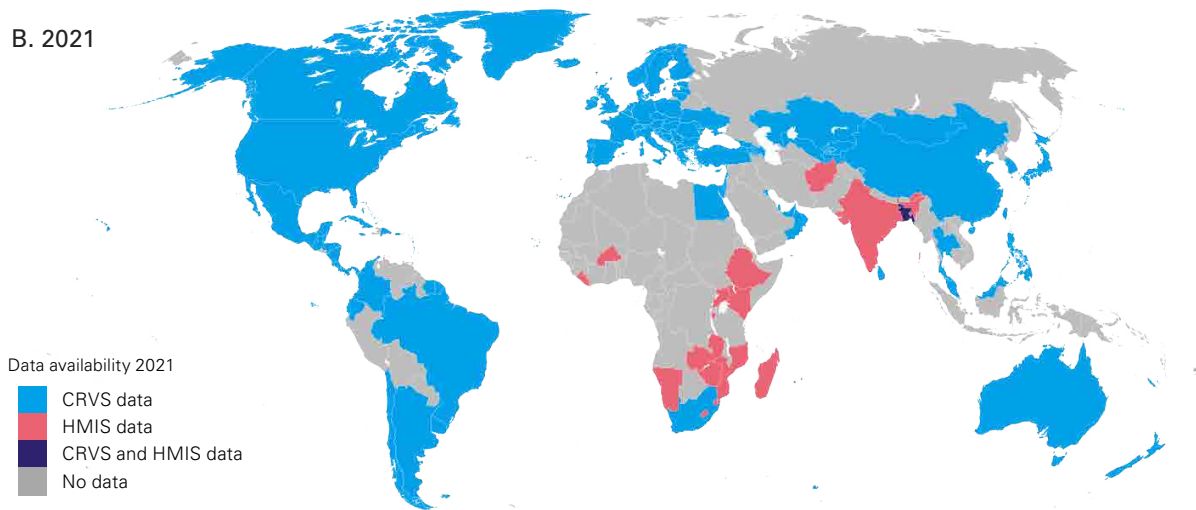 B. 2021
Data availability 2021
CRVS data
HMIS data
CRVS and HMIS data
No data